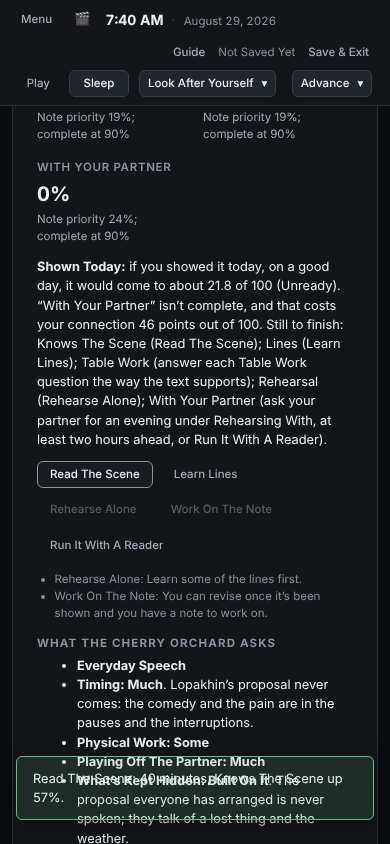 Menu 🎬 7:40 AM · August 29, 2026
Guide Not Saved Yet Save & Exit
Play Sleep Look After Yourself ▾ Advance ▾
Note priority 19%; Note priority 19%;
complete at 90% complete at 90%
WITH YOUR PARTNER
0%
Note priority 24%;
complete at 90%
Shown Today: if you showed it today, on a good
day, it would come to about 21.8 of 100 (Unready).
“With Your Partner” isn’t complete, and that costs
your connection 46 points out of 100. Still to finish:
Knows The Scene (Read The Scene); Lines (Learn
Lines); Table Work (answer each Table Work
question the way the text supports); Rehearsal
(Rehearse Alone); With Your Partner (ask your
partner for an evening under Rehearsing With, at
least two hours ahead, or Run It With A Reader).
Read The Scene Learn Lines
Rehearse Alone Work On The Note
Run It With A Reader
• Rehearse Alone: Learn some of the lines first.
• Work On The Note: You can revise once it’s been
shown and you have a note to work on.
WHAT THE CHERRY ORCHARD ASKS
• Everyday Speech
• Timing: Much. Lopakhin’s proposal never
comes: the comedy and the pain are in the
pauses and the interruptions.
• Physical Work: Some
• Playing Off The Partner: Much
• What’s Kept Hidden: Built On It. The
proposal everyone has arranged is never
spoken; they talk of a lost thing and the
weather.
Read The Scene: 40 minutes. Knows The Scene up
57%.